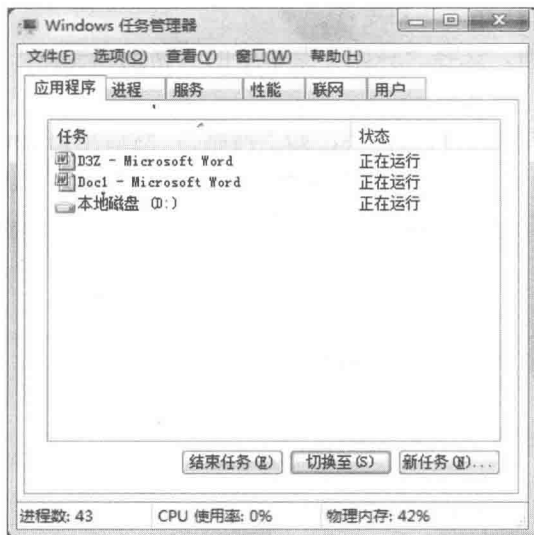 Windows 任务管理器
文件(F) 选项(O) 查看(V) 窗口(W) 帮助(H)
应用程序 进程 服务 性能 联网 用户
任务 状态
D3Z - Microsoft Word 正在运行
Doc1 - Microsoft Word 正在运行
本地磁盘 (D:) 正在运行
结束任务(E) 切换至(S) 新任务(N)...
进程数: 43 CPU 使用率: 0% 物理内存: 42%